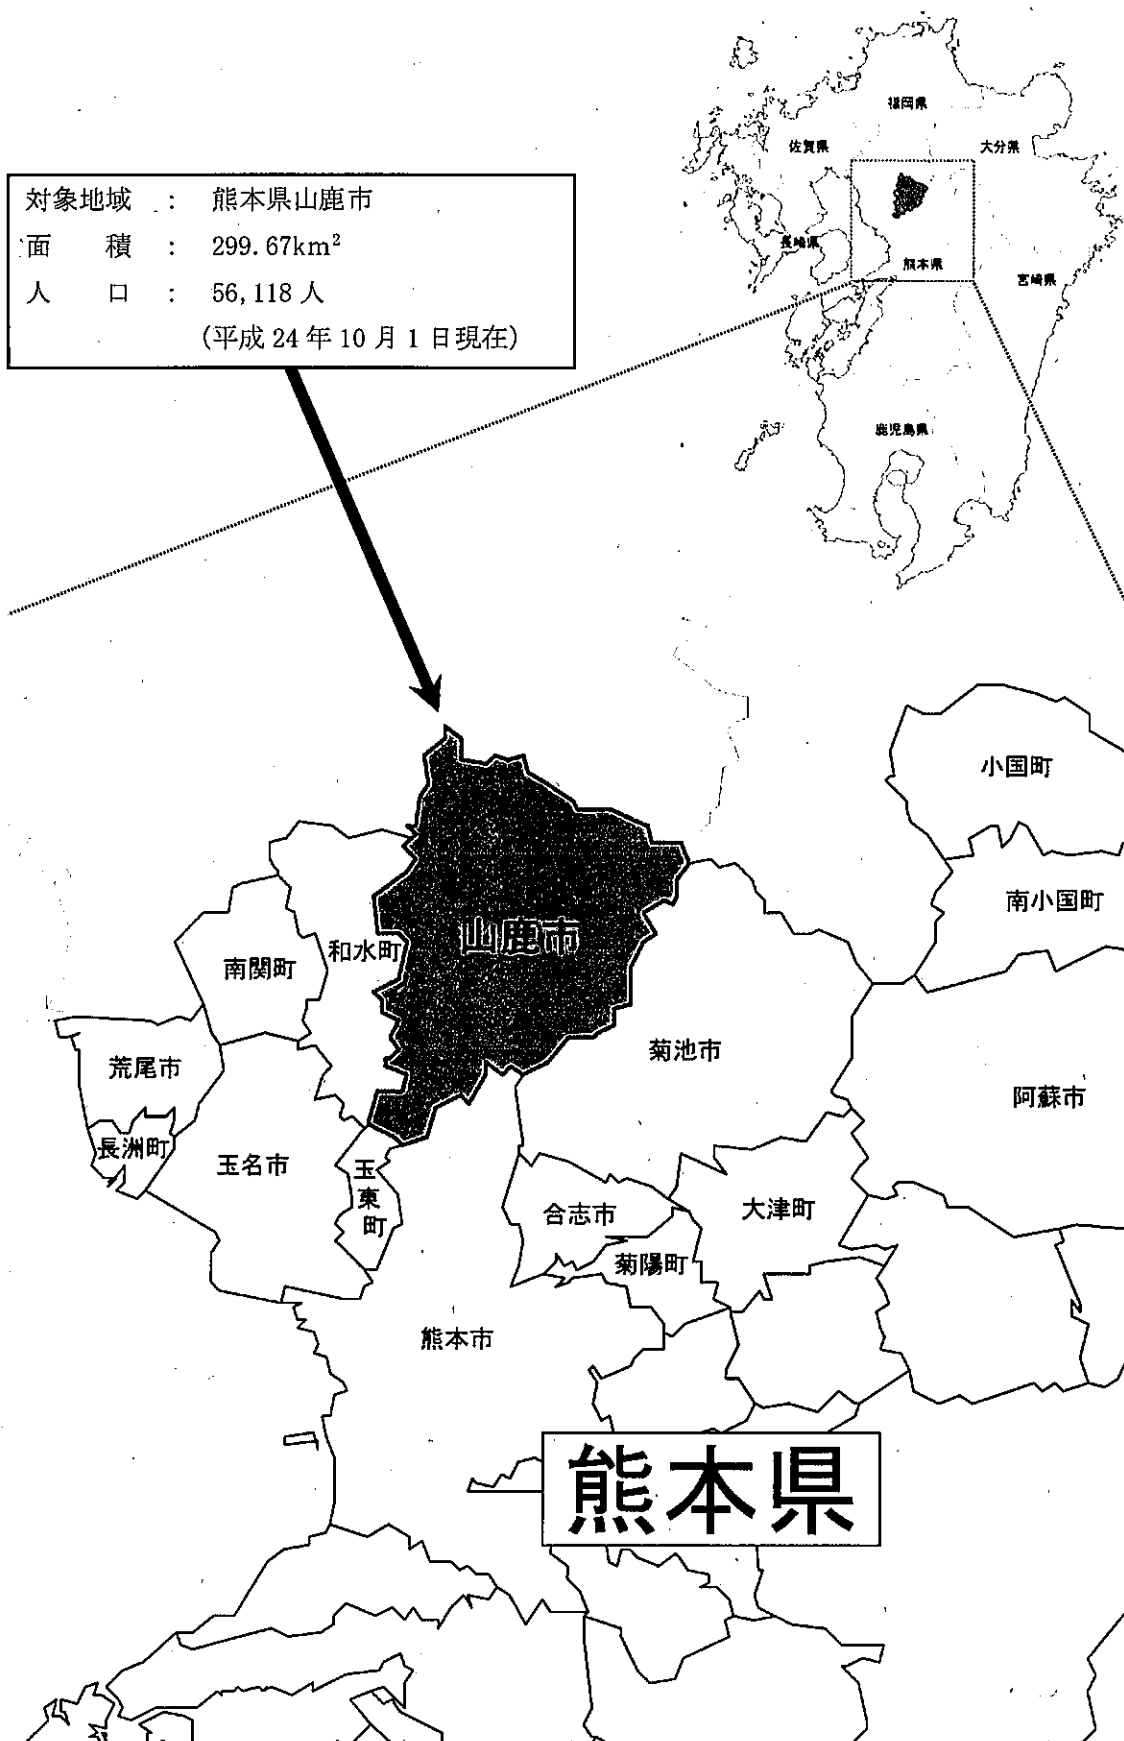 福岡県
佐賀県
大分県
対象地域 : 熊本県山鹿市
面 積 : 299.67km²
人 口 : 56,118人
(平成24年10月1日現在)
長崎県
熊本県
宮崎県
鹿児島県
小国町
南小国町
山鹿市
和水町
南関町
菊池市
荒尾市
阿蘇市
長洲町
玉名市
玉東町
合志市
大津町
菊陽町
熊本市
熊本県